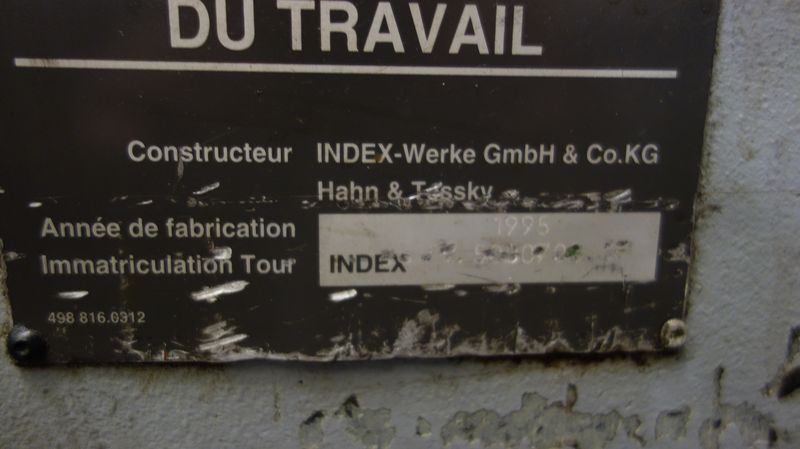 DU TRAVAIL
Constructeur INDEX-Werke GmbH & Co.KG
Hahn & Tessky
Année de fabrication 1995
Immatriculation Tour INDEX
498 816.0312